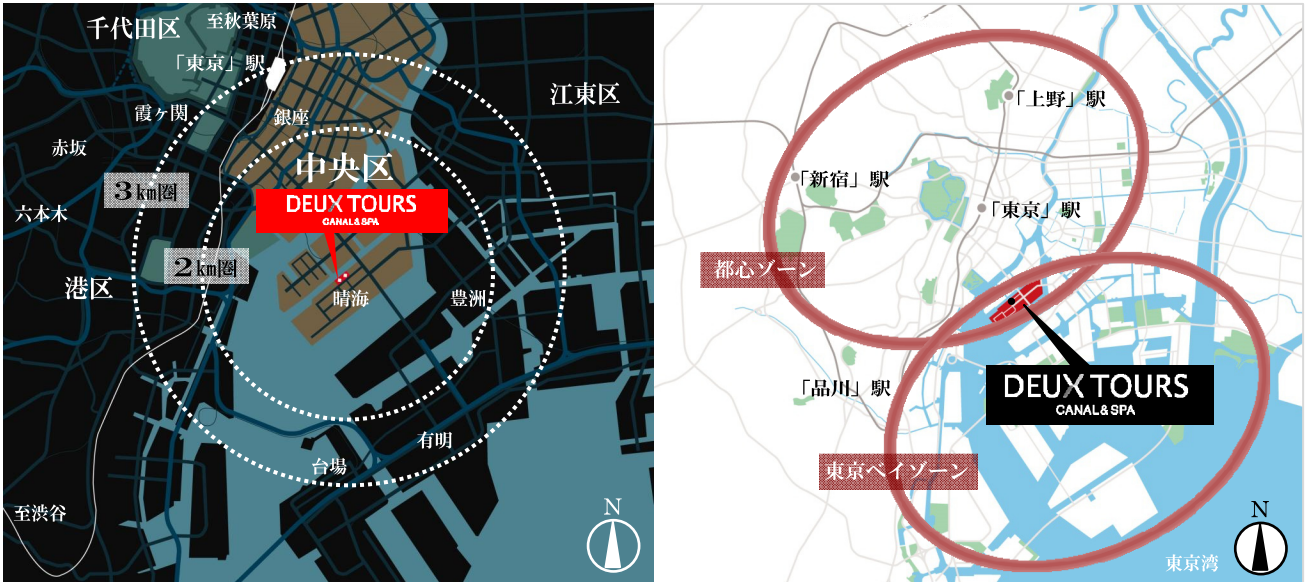 千代田区
至秋葉原
「東京」駅
江東区
霞ヶ関
銀座
赤坂
中央区
3km圏
DEUX TOURS
CANAL&SPA
六本木
2km圏
港区
晴海
豊洲
有明
台場
至渋谷
N
「上野」駅
「新宿」駅
「東京」駅
都心ゾーン
「品川」駅
DEUX TOURS
CANAL&SPA
東京ベイゾーン
N
東京湾